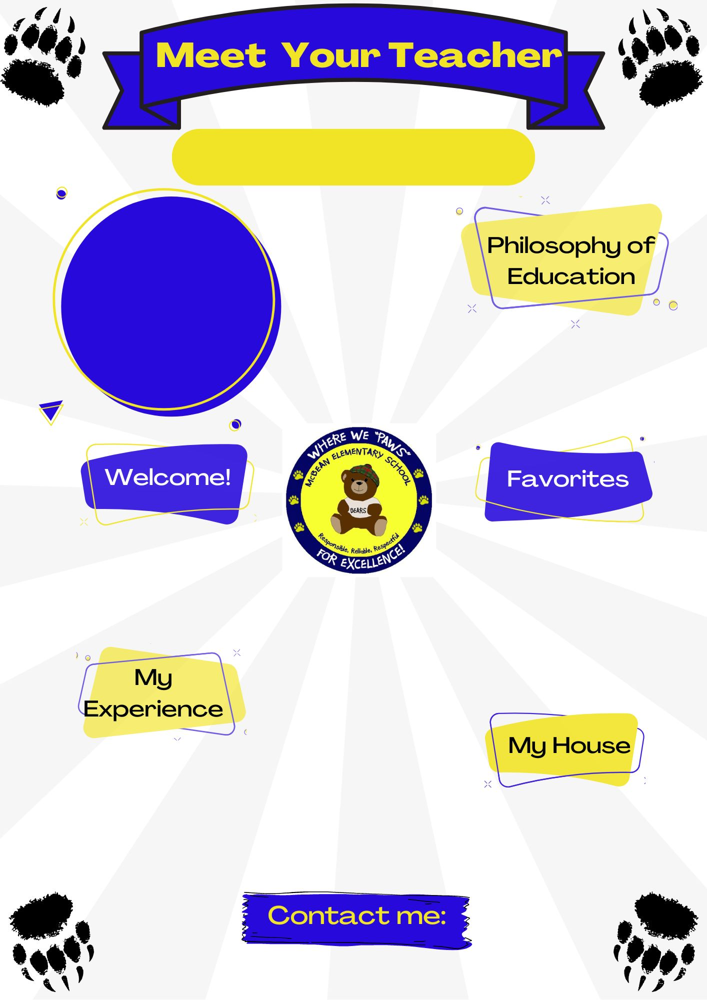 Meet Your Teacher
Philosophy of
Education
Welcome!
WHERE WE "PAWS"
McBEAN ELEMENTARY SCHOOL
BEARS
Responsible, Reliable, Respectful
FOR EXCELLENCE!
Favorites
My
Experience
My House
Contact me: